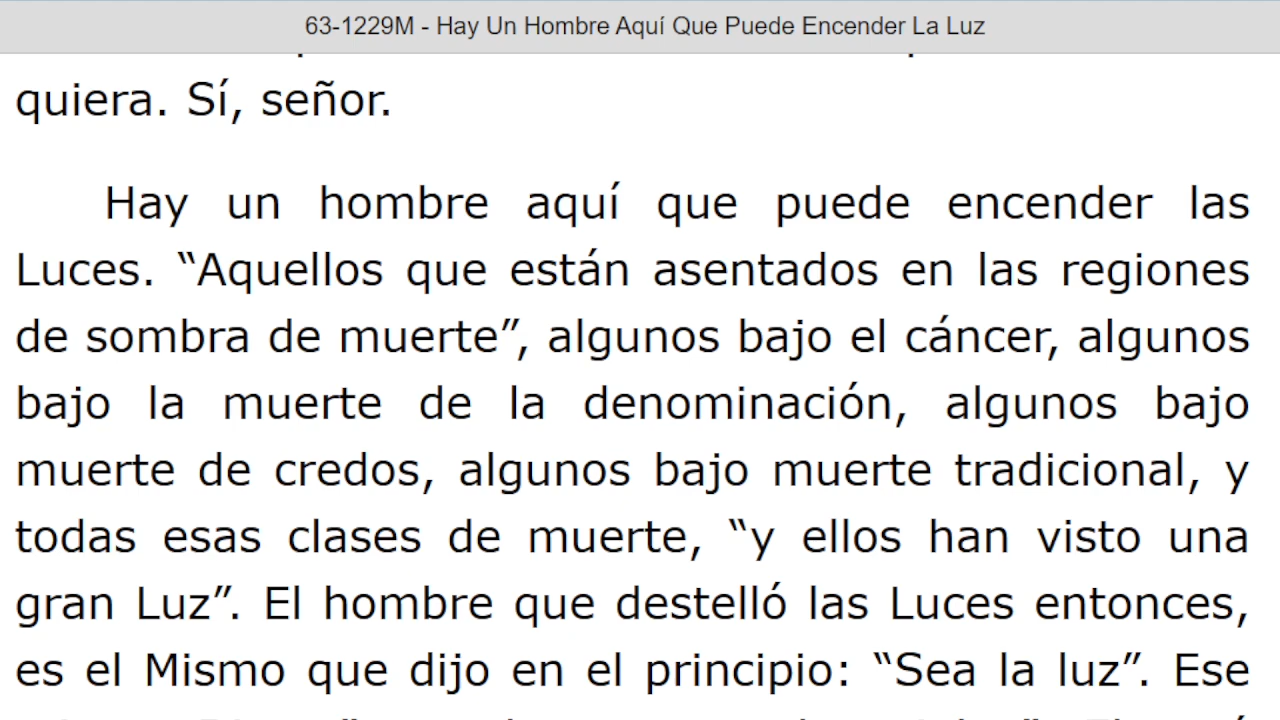 63-1229M - Hay Un Hombre Aquí Que Puede Encender La Luz
quiera. Sí, señor.
Hay un hombre aquí que puede encender las
Luces. “Aquellos que están asentados en las regiones
de sombra de muerte”, algunos bajo el cáncer, algunos
bajo la muerte de la denominación, algunos bajo
muerte de credos, algunos bajo muerte tradicional, y
todas esas clases de muerte, “y ellos han visto una
gran Luz”. El hombre que destelló las Luces entonces,
es el Mismo que dijo en el principio: “Sea la luz”. Ese